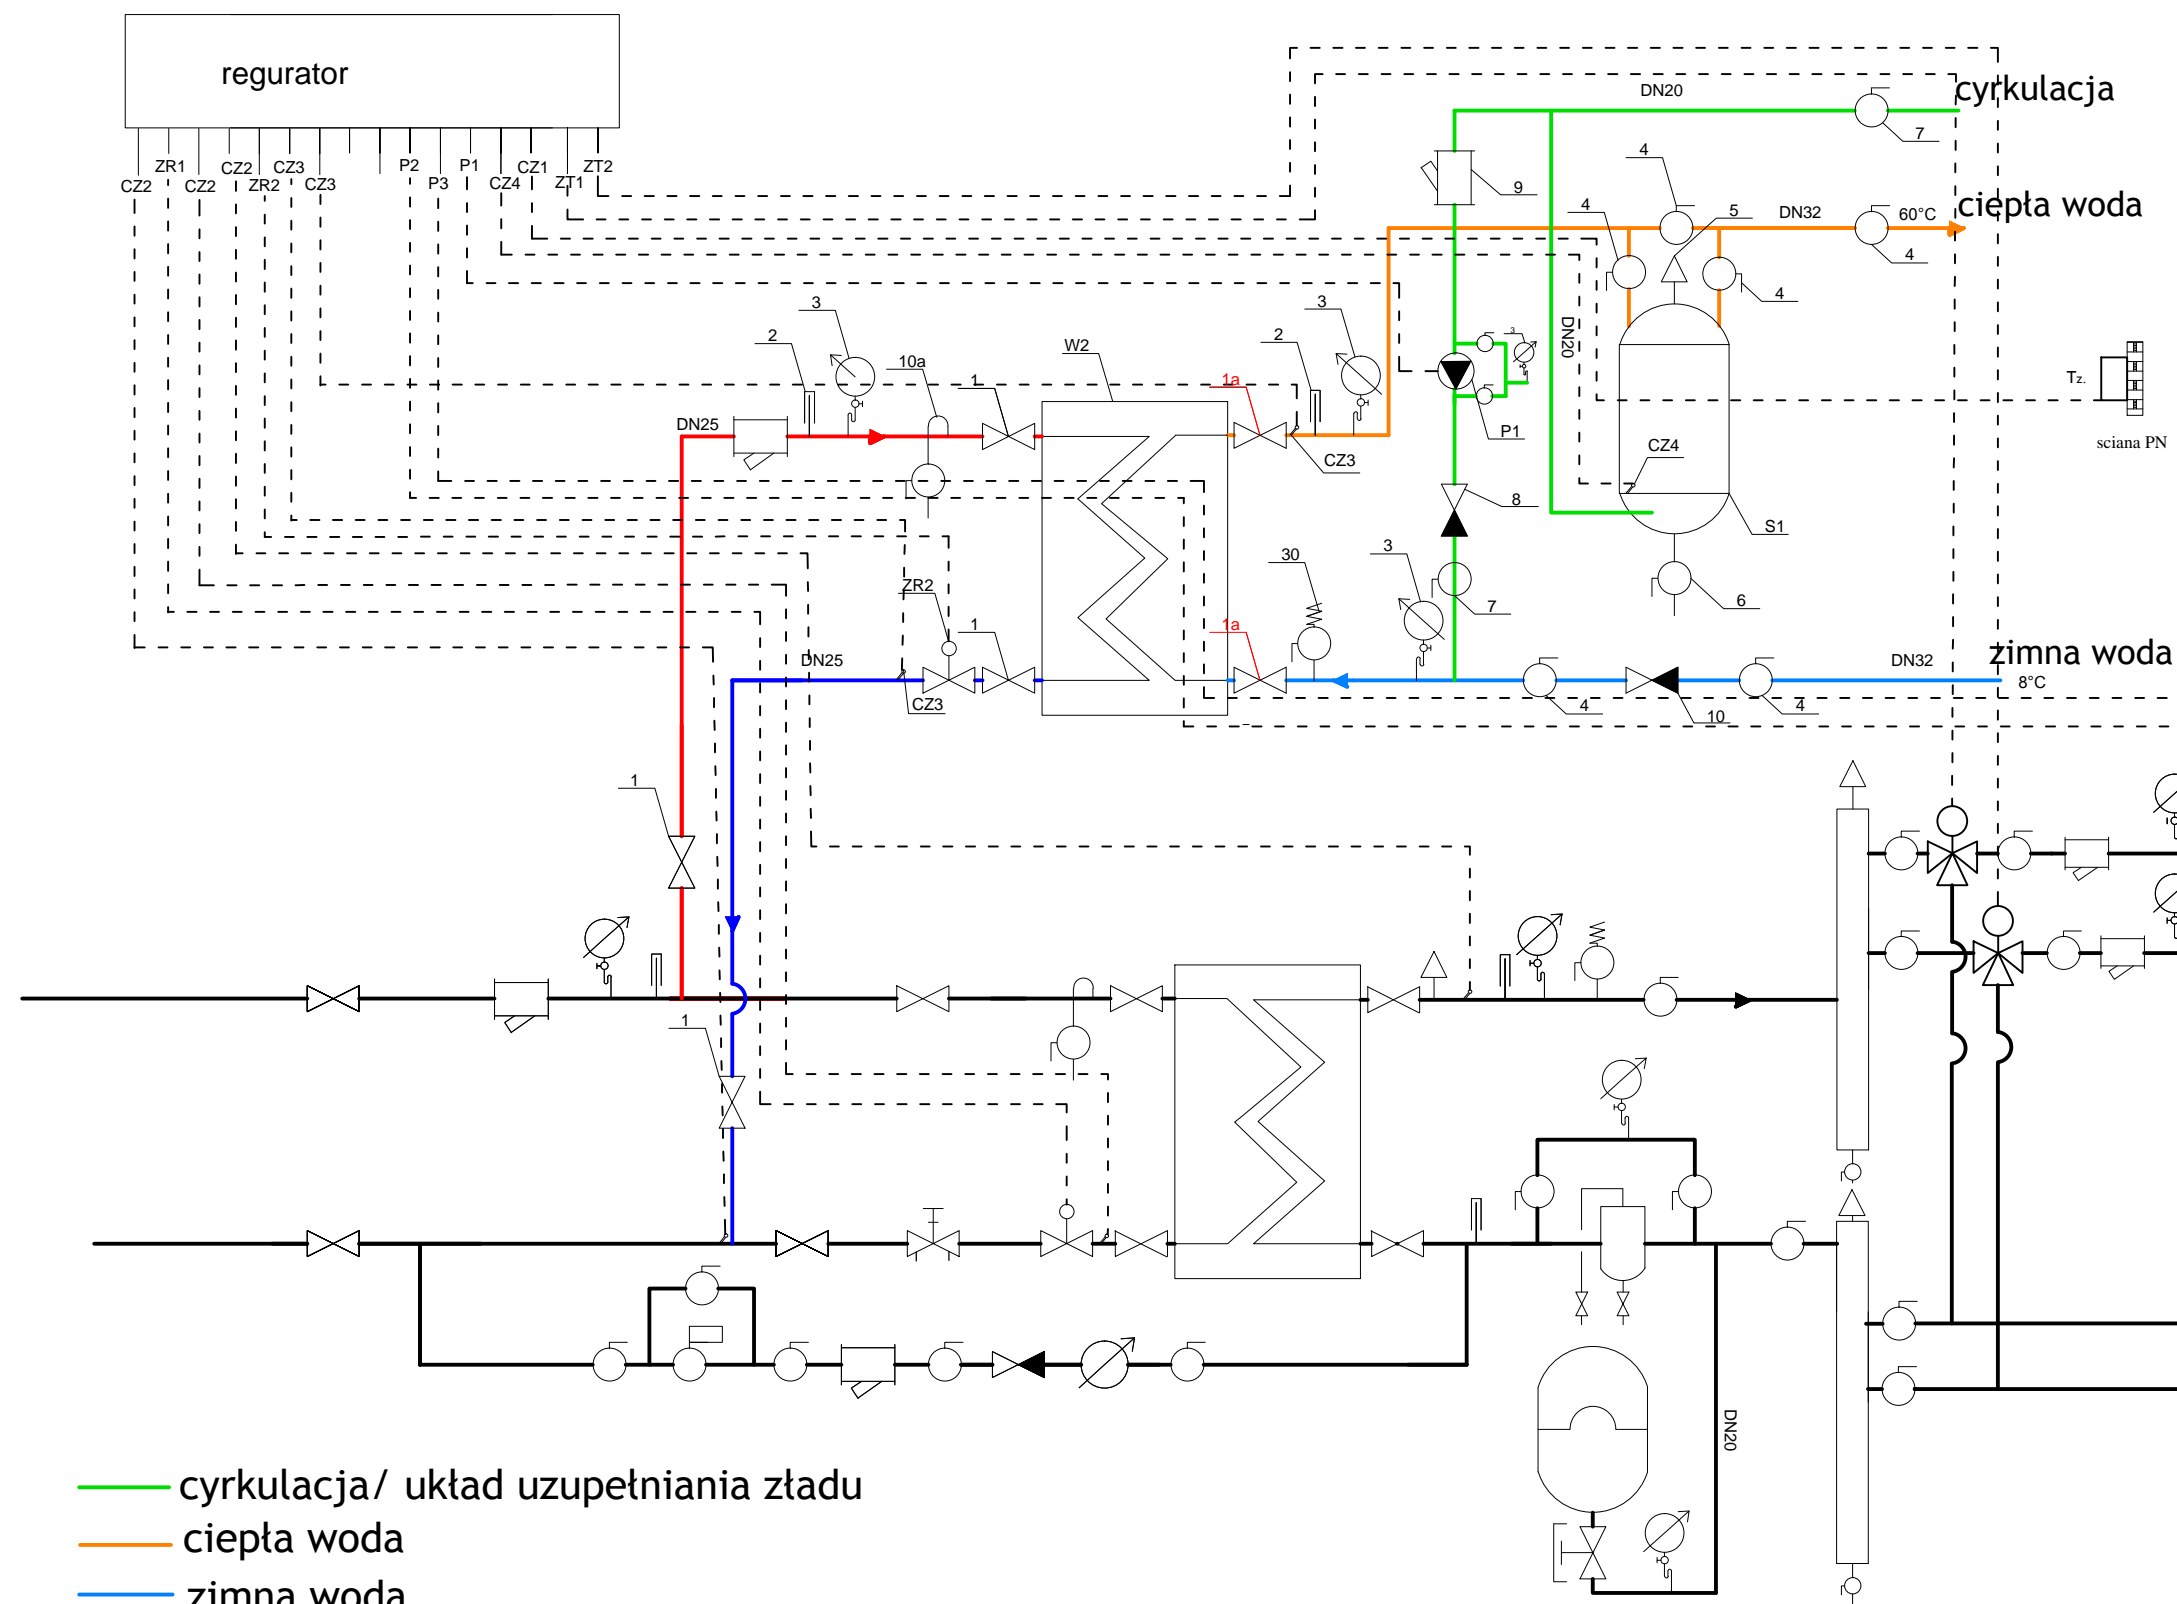 regurator
cyrkulacja
DN20
7
CZ2
ZR1
CZ2
CZ2
ZR2
CZ3
CZ3
P2
P3
P1
CZ4
CZ1
ZT1
ZT2
4
9
4
5
DN32
60°C
ciepła woda
4
4
3
2
10a
1
W2
1a
2
3
3
DN20
P1
Tz.
sciana PN
DN25
CZ3
CZ4
8
S1
30
3
7
6
ZR2
1
1a
DN25
CZ3
4
10
4
DN32
zimna woda
8°C
1
1
DN20
cyrkulacja/ układ uzupełniania zładu
ciepła woda
zimna woda